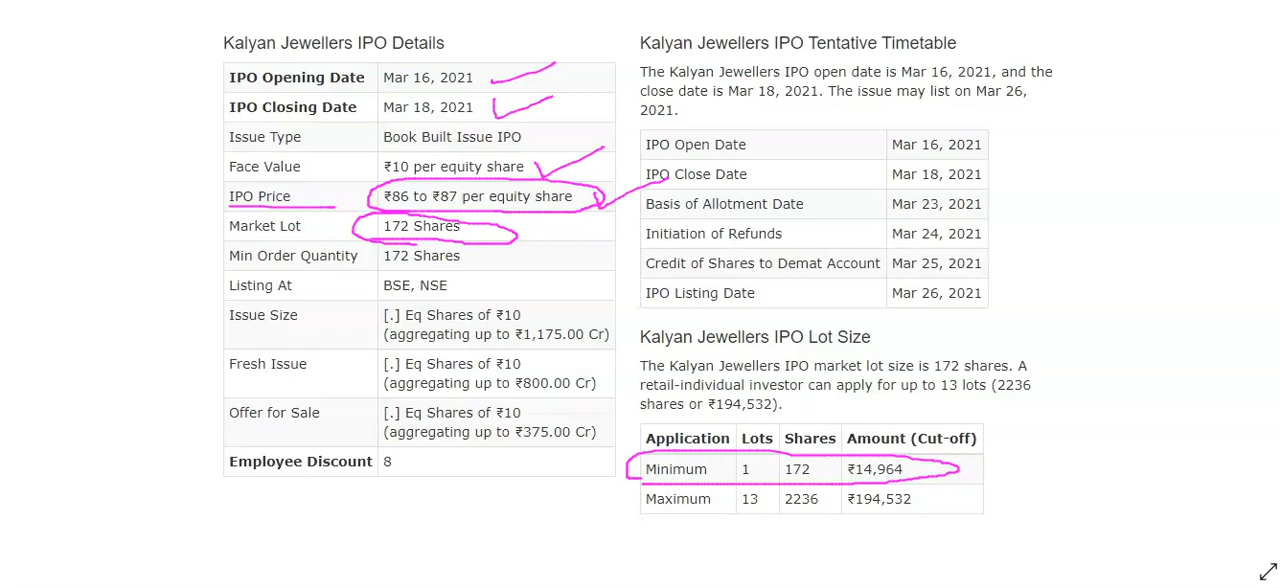 Kalyan Jewellers IPO Details
IPO Opening Date Mar 16, 2021
IPO Closing Date Mar 18, 2021
Issue Type Book Built Issue IPO
Face Value ₹10 per equity share
IPO Price ₹86 to ₹87 per equity share
Market Lot 172 Shares
Min Order Quantity 172 Shares
Listing At BSE, NSE
Issue Size [.] Eq Shares of ₹10
(aggregating up to ₹1,175.00 Cr)
Fresh Issue [.] Eq Shares of ₹10
(aggregating up to ₹800.00 Cr)
Offer for Sale [.] Eq Shares of ₹10
(aggregating up to ₹375.00 Cr)
Employee Discount 8
Kalyan Jewellers IPO Tentative Timetable
The Kalyan Jewellers IPO open date is Mar 16, 2021, and the
close date is Mar 18, 2021. The issue may list on Mar 26,
2021.
IPO Open Date Mar 16, 2021
IPO Close Date Mar 18, 2021
Basis of Allotment Date Mar 23, 2021
Initiation of Refunds Mar 24, 2021
Credit of Shares to Demat Account Mar 25, 2021
IPO Listing Date Mar 26, 2021
Kalyan Jewellers IPO Lot Size
The Kalyan Jewellers IPO market lot size is 172 shares. A
retail-individual investor can apply for up to 13 lots (2236
shares or ₹194,532).
Application Lots Shares Amount (Cut-off)
Minimum 1 172 ₹14,964
Maximum 13 2236 ₹194,532